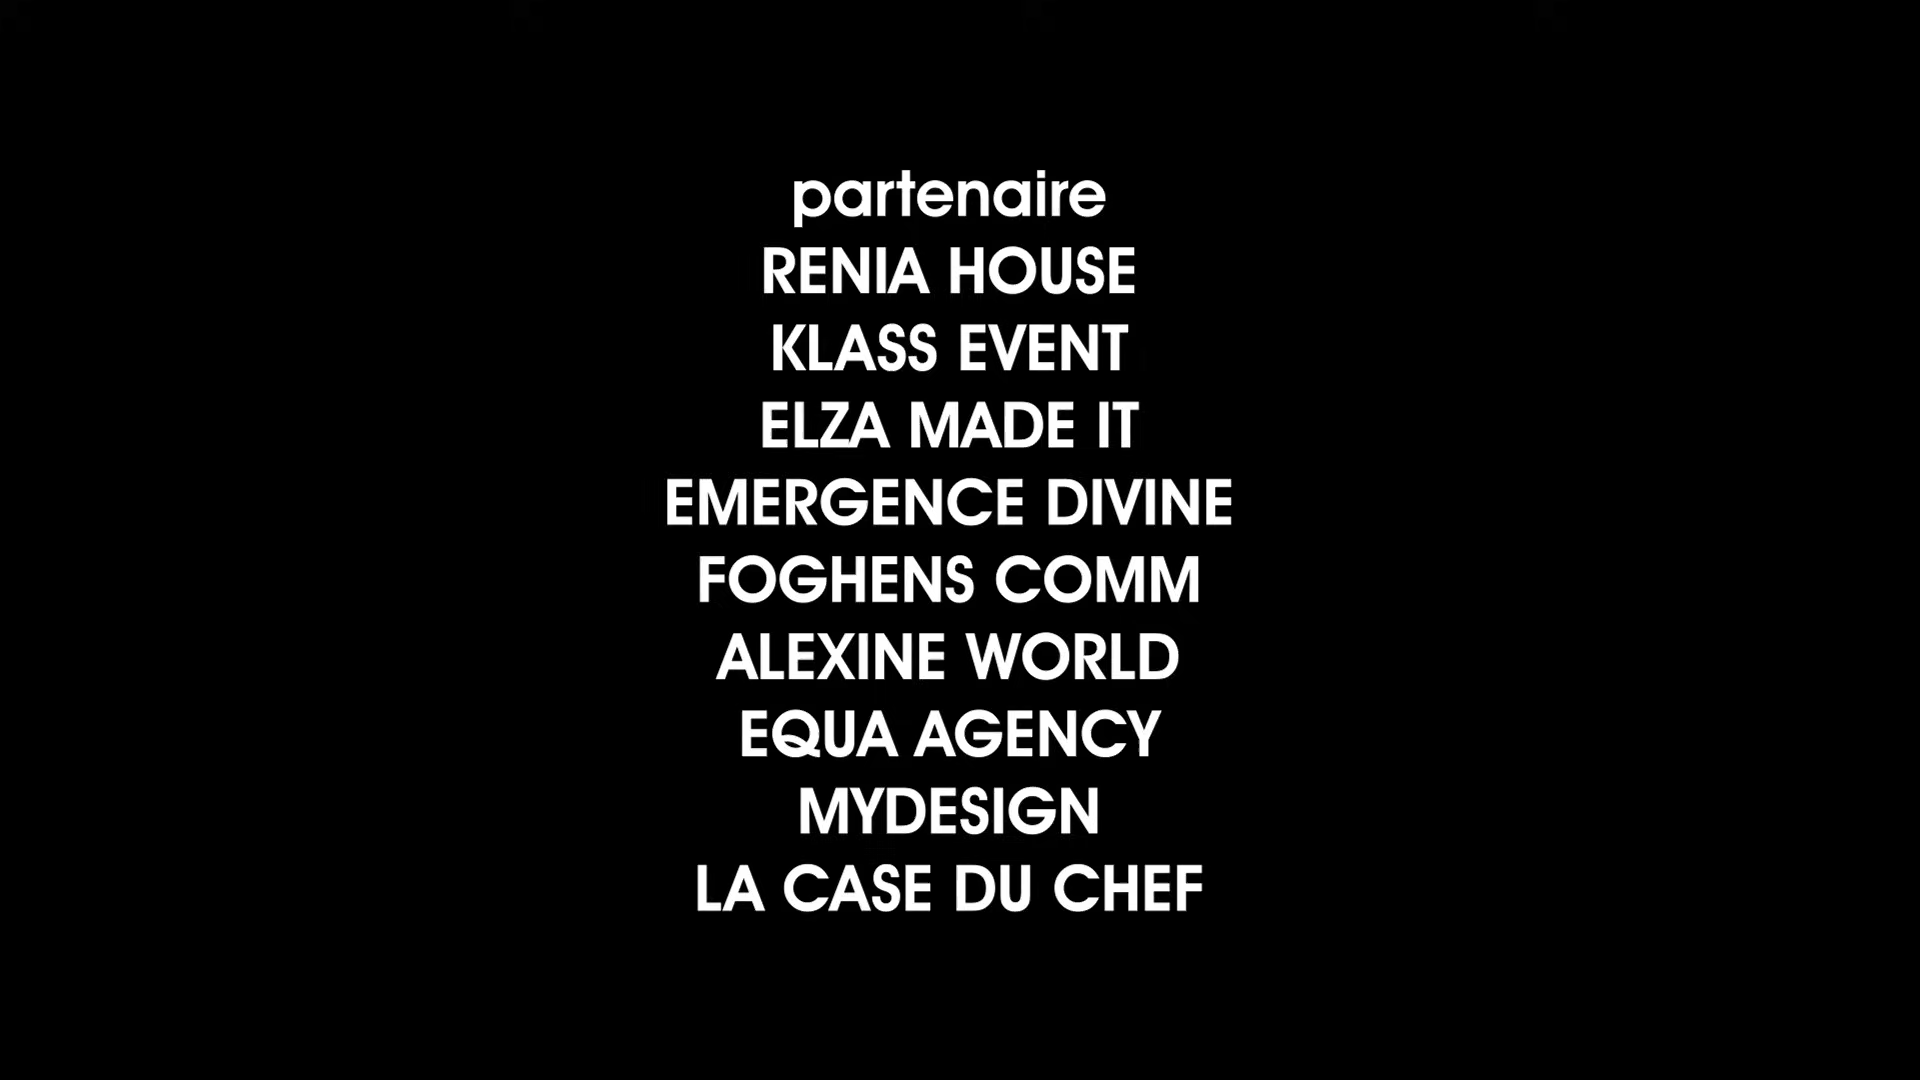 partenaire
RENIA HOUSE
KLASS EVENT
ELZA MADE IT
EMERGENCE DIVINE
FOGHENS COMM
ALEXINE WORLD
EQUA AGENCY
MYDESIGN
LA CASE DU CHEF